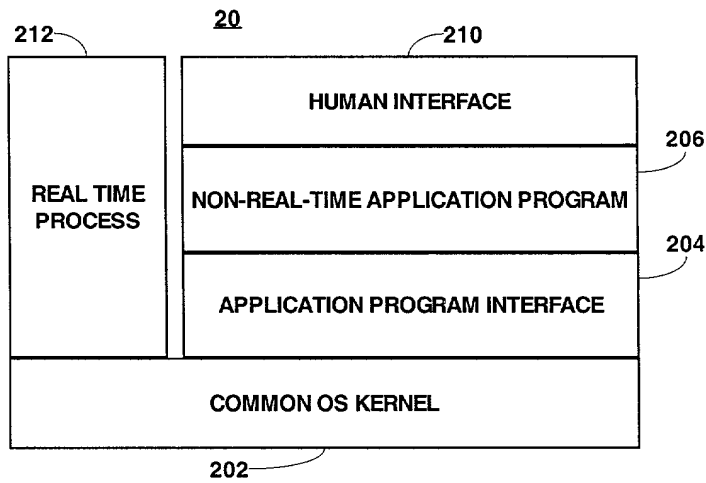 20
212
210
HUMAN INTERFACE
206
REAL TIME
PROCESS
NON-REAL-TIME APPLICATION PROGRAM
204
APPLICATION PROGRAM INTERFACE
COMMON OS KERNEL
202